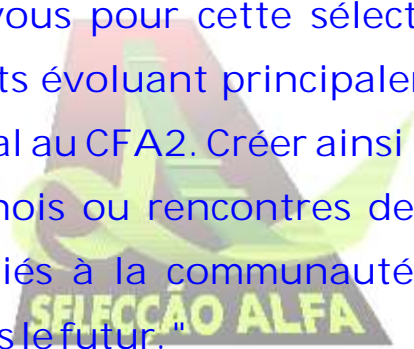 vous pour cette sélect
ts évoluant principaler
al au CFA2. Créer ainsi
nois ou rencontres de
iés à la communauté
SELECÇÃO ALFA
s le futur."